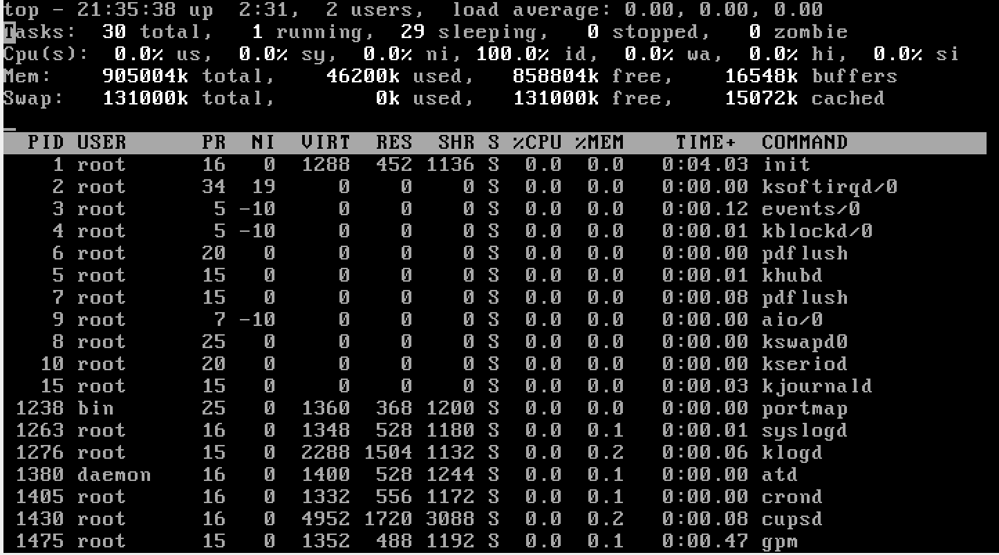 top - 21:35:38 up  2:31,  2 users,  load average: 0.00, 0.00, 0.00
Tasks:  30 total,   1 running,  29 sleeping,   0 stopped,   0 zombie
Cpu(s):  0.0% us,  0.0% sy,  0.0% ni, 100.0% id,  0.0% wa,  0.0% hi,  0.0% si
Mem:    905004k total,    46200k used,   858804k free,    16548k buffers
Swap:   131000k total,        0k used,   131000k free,    15072k cached
  PID USER      PR  NI  VIRT  RES  SHR S %CPU %MEM    TIME+  COMMAND
    1 root      16   0  1288  452 1136 S  0.0  0.0   0:04.03 init
    2 root      34  19     0    0    0 S  0.0  0.0   0:00.00 ksoftirqd/0
    3 root       5 -10     0    0    0 S  0.0  0.0   0:00.12 events/0
    4 root       5 -10     0    0    0 S  0.0  0.0   0:00.01 kblockd/0
    6 root      20   0     0    0    0 S  0.0  0.0   0:00.00 pdflush
    5 root      15   0     0    0    0 S  0.0  0.0   0:00.01 khubd
    7 root      15   0     0    0    0 S  0.0  0.0   0:00.08 pdflush
    9 root       7 -10     0    0    0 S  0.0  0.0   0:00.00 aio/0
    8 root      25   0     0    0    0 S  0.0  0.0   0:00.00 kswapd0
   10 root      20   0     0    0    0 S  0.0  0.0   0:00.00 kseriod
   15 root      15   0     0    0    0 S  0.0  0.0   0:00.03 kjournald
 1238 bin       25   0  1360  368 1200 S  0.0  0.0   0:00.00 portmap
 1263 root      16   0  1348  528 1180 S  0.0  0.1   0:00.01 syslogd
 1276 root      15   0  2288 1504 1132 S  0.0  0.2   0:00.06 klogd
 1380 daemon    16   0  1400  528 1244 S  0.0  0.1   0:00.00 atd
 1405 root      16   0  1332  556 1172 S  0.0  0.1   0:00.00 crond
 1430 root      16   0  4952 1720 3088 S  0.0  0.2   0:00.08 cupsd
 1475 root      15   0  1352  488 1192 S  0.0  0.1   0:00.47 gpm